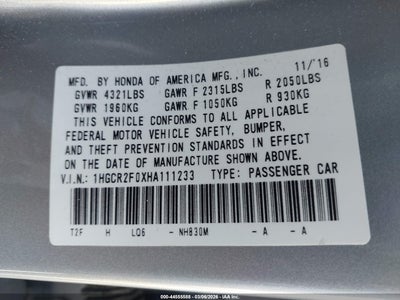 MFD. BY HONDA OF AMERICA MFG., INC. 11/'16
GVWR 4321LBS GAWR F 2315LBS R 2050LBS
GVWR 1960KG GAWR F 1050KG R 930KG
THIS VEHICLE CONFORMS TO ALL APPLICABLE
FEDERAL MOTOR VEHICLE SAFETY, BUMPER,
AND THEFT PREVENTION STANDARDS IN EFFECT
ON THE DATE OF MANUFACTURE SHOWN ABOVE.
V.I.N.: 1HGCR2F0XHA111233 TYPE: PASSENGER CAR
T2F H LQ6 - NH830M - A - A
000-44555588 - 03/06/2026 - IAA Inc.